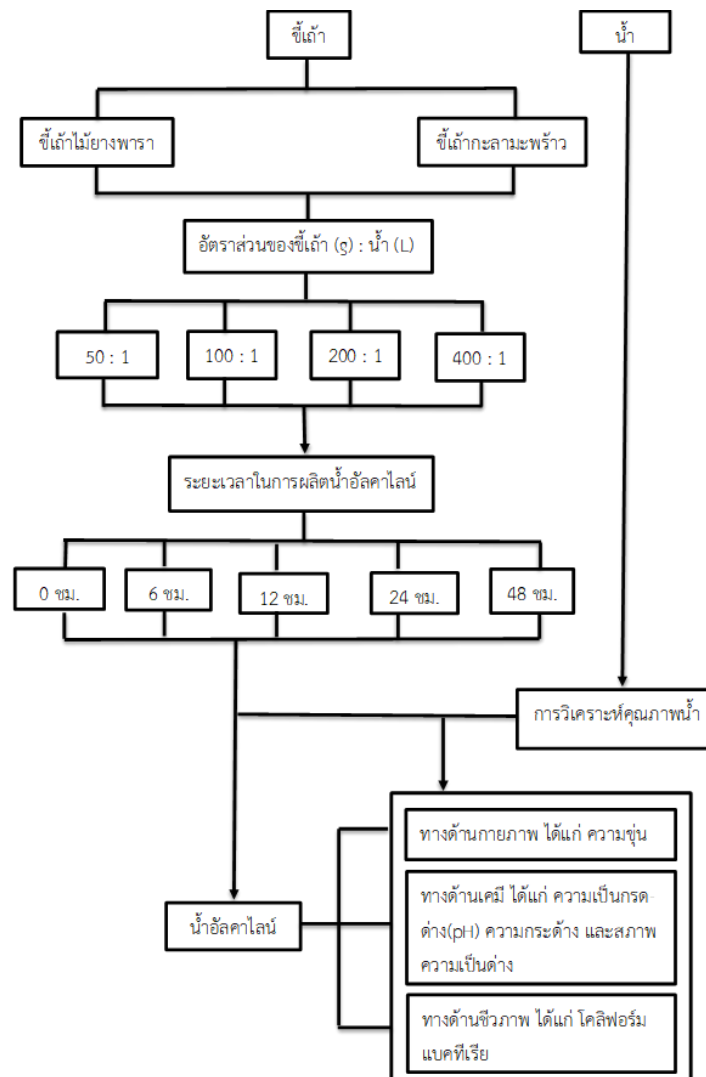 ขี้เถ้า
น้ำ
ขี้เถ้าไม้ยางพารา
ขี้เถ้ากะลามะพร้าว
อัตราส่วนของขี้เถ้า (g) : น้ำ (L)
50 : 1
100 : 1
200 : 1
400 : 1
ระยะเวลาในการผลิตน้ำอัลคาไลน์
0 ชม.
6 ชม.
12 ชม.
24 ชม.
48 ชม.
การวิเคราะห์คุณภาพน้ำ
ทางด้านกายภาพ ได้แก่ ความขุ่น
ทางด้านเคมี ได้แก่ ความเป็นกรด-
ด่าง(pH) ความกระด้าง และสภาพ
ความเป็นด่าง
น้ำอัลคาไลน์
ทางด้านชีวภาพ ได้แก่ โคลิฟอร์ม
แบคทีเรีย